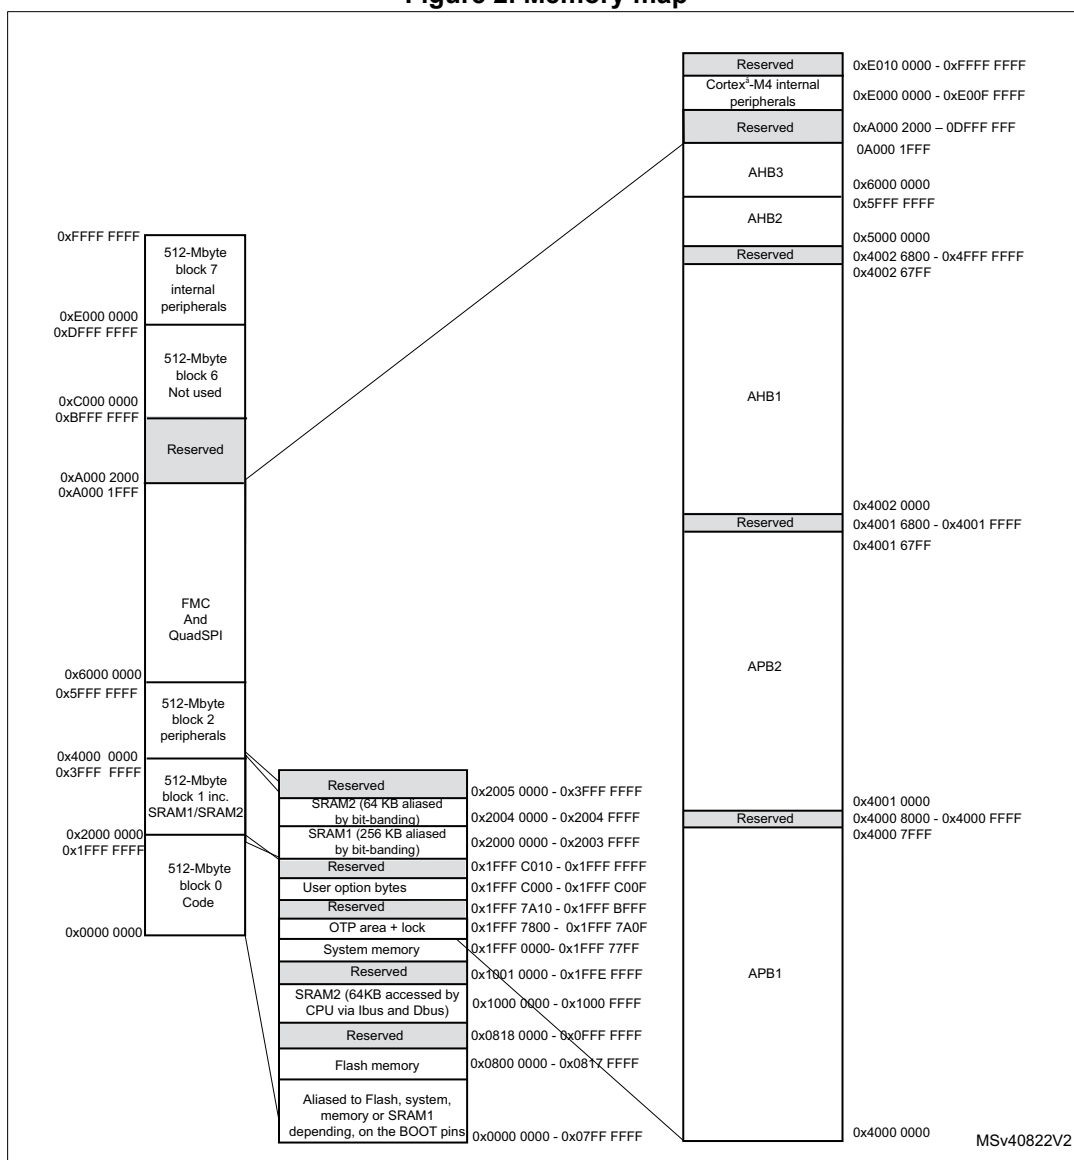 Figure 2. Memory map
0xFFFF FFFF
512-Mbyte
block 7
internal
peripherals
0xE000 0000
0xDFFF FFFF
512-Mbyte
block 6
Not used
0xC000 0000
0xBFFF FFFF
Reserved
0xA000 2000
0xA000 1FFF
FMC
And
QuadSPI
0x6000 0000
0x5FFF FFFF
512-Mbyte
block 2
peripherals
0x4000 0000
0x3FFF FFFF
512-Mbyte
block 1 inc.
SRAM1/SRAM2
0x2000 0000
0x1FFF FFFF
512-Mbyte
block 0
Code
0x0000 0000
Reserved
0x2005 0000 - 0x3FFF FFFF
SRAM2 (64 KB aliased
by bit-banding)
0x2004 0000 - 0x2004 FFFF
SRAM1 (256 KB aliased
by bit-banding)
0x2000 0000 - 0x2003 FFFF
Reserved
0x1FFF C010 - 0x1FFF FFFF
User option bytes
0x1FFF C000 - 0x1FFF C00F
Reserved
0x1FFF 7A10 - 0x1FFF BFFF
OTP area + lock
0x1FFF 7800 - 0x1FFF 7A0F
System memory
0x1FFF 0000- 0x1FFF 77FF
Reserved
0x1001 0000 - 0x1FFE FFFF
SRAM2 (64KB accessed by
CPU via Ibus and Dbus)
0x1000 0000 - 0x1000 FFFF
Reserved
0x0818 0000 - 0x0FFF FFFF
Flash memory
0x0800 0000 - 0x0817 FFFF
Aliased to Flash, system,
memory or SRAM1
depending, on the BOOT pins
0x0000 0000 - 0x07FF FFFF
Reserved
0xE010 0000 - 0xFFFF FFFF
Cortex®-M4 internal
peripherals
0xE000 0000 - 0xE00F FFFF
Reserved
0xA000 2000 – 0DFFF FFF
0A000 1FFF
AHB3
0x6000 0000
0x5FFF FFFF
AHB2
0x5000 0000
Reserved
0x4002 6800 - 0x4FFF FFFF
0x4002 67FF
AHB1
0x4002 0000
Reserved
0x4001 6800 - 0x4001 FFFF
0x4001 67FF
APB2
0x4001 0000
Reserved
0x4000 8000 - 0x4000 FFFF
0x4000 7FFF
APB1
0x4000 0000
MSv40822V2